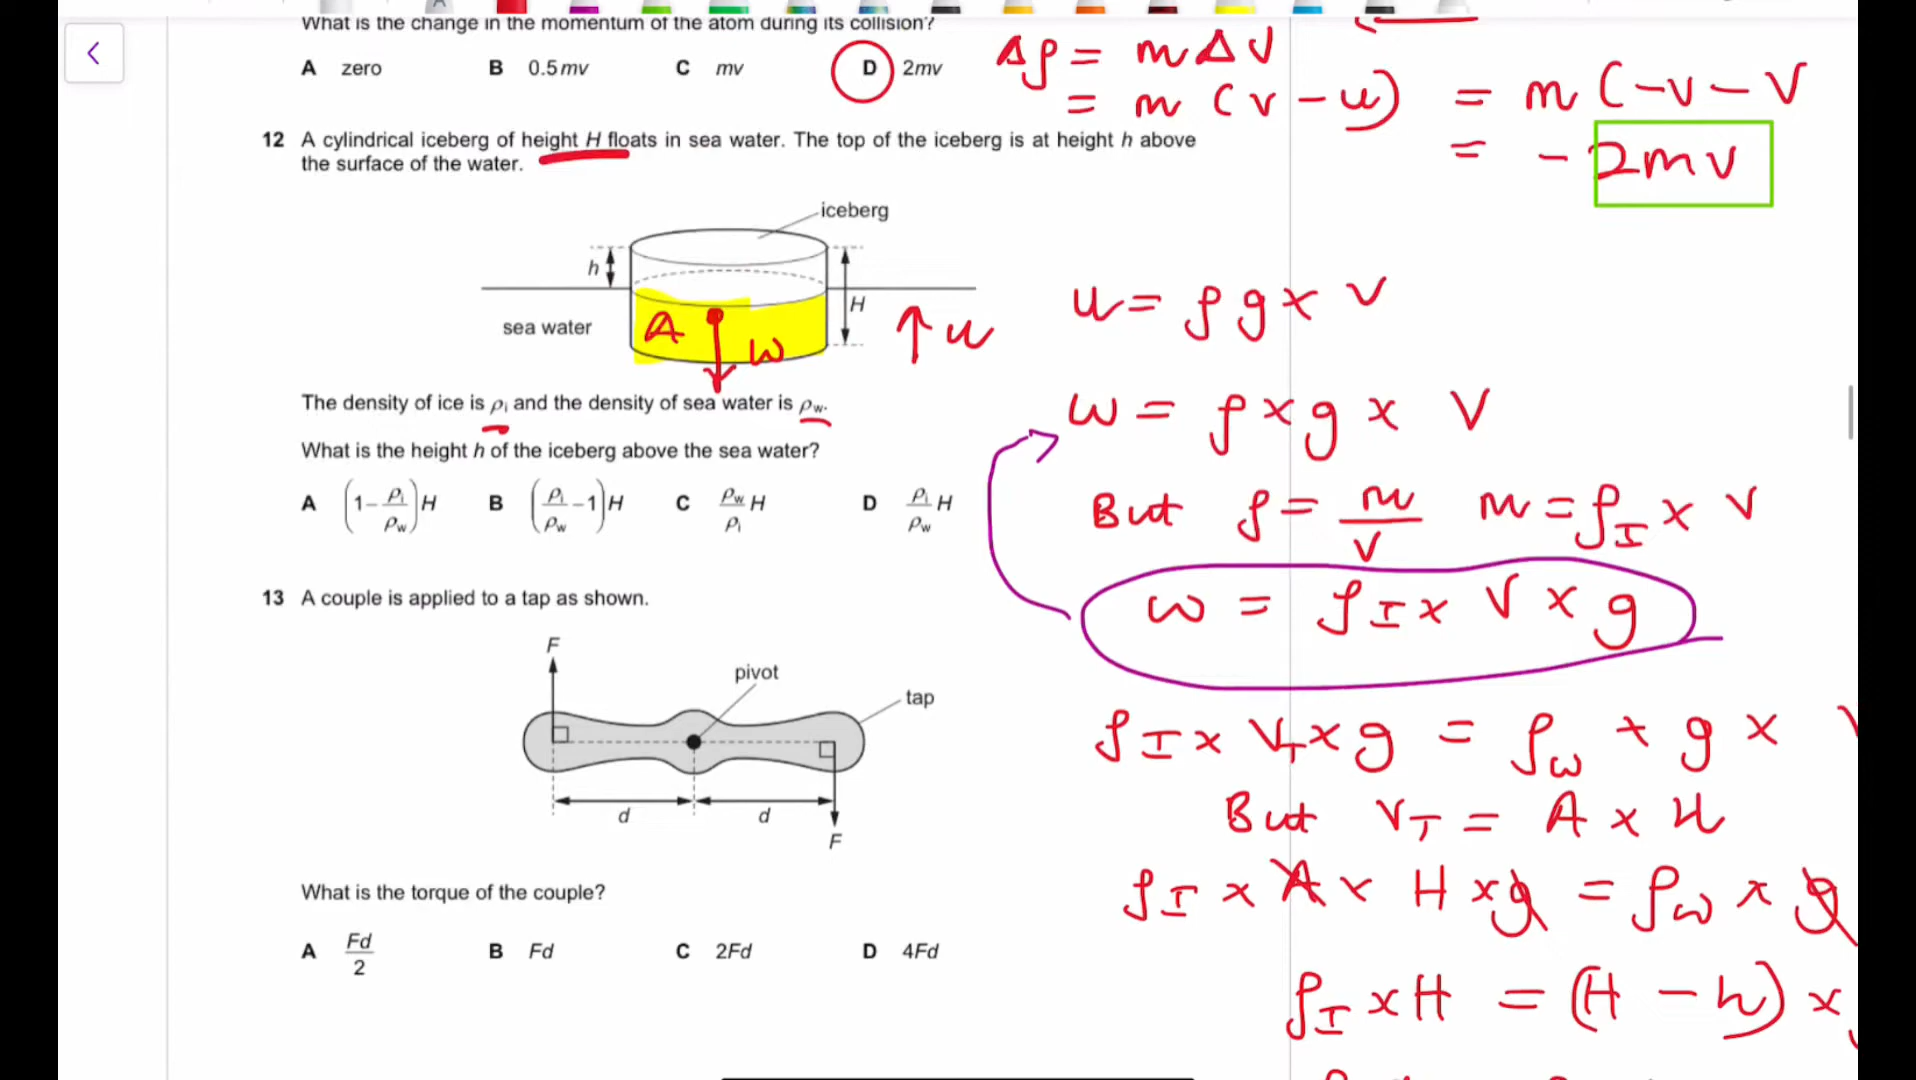 What is the change in the momentum of the atom during its collision?
A zero B 0.5mv C mv D 2mv
Δρ = mΔV
= m (v - u) = m (-v - v
= - 2mv
12 A cylindrical iceberg of height H floats in sea water. The top of the iceberg is at height h above
the surface of the water.
iceberg
h
H
sea water
A
W
↑ u
u = ρ g x v
w = ρ x g x V
The density of ice is ρi and the density of sea water is ρw.
What is the height h of the iceberg above the sea water?
A (1 - ρi/ρw)H B (ρi/ρw - 1)H C ρw/ρi H D ρi/ρw H
But ρ = m/V m = ρI x V
w = ρI x V x g
13 A couple is applied to a tap as shown.
F
pivot
tap
d
d
F
ρI x VT x g = ρw x g x
But VT = A x H
ρI x A x H x g = ρw x g
ρI x H = (H - h) x
What is the torque of the couple?
A Fd/2 B Fd C 2Fd D 4Fd